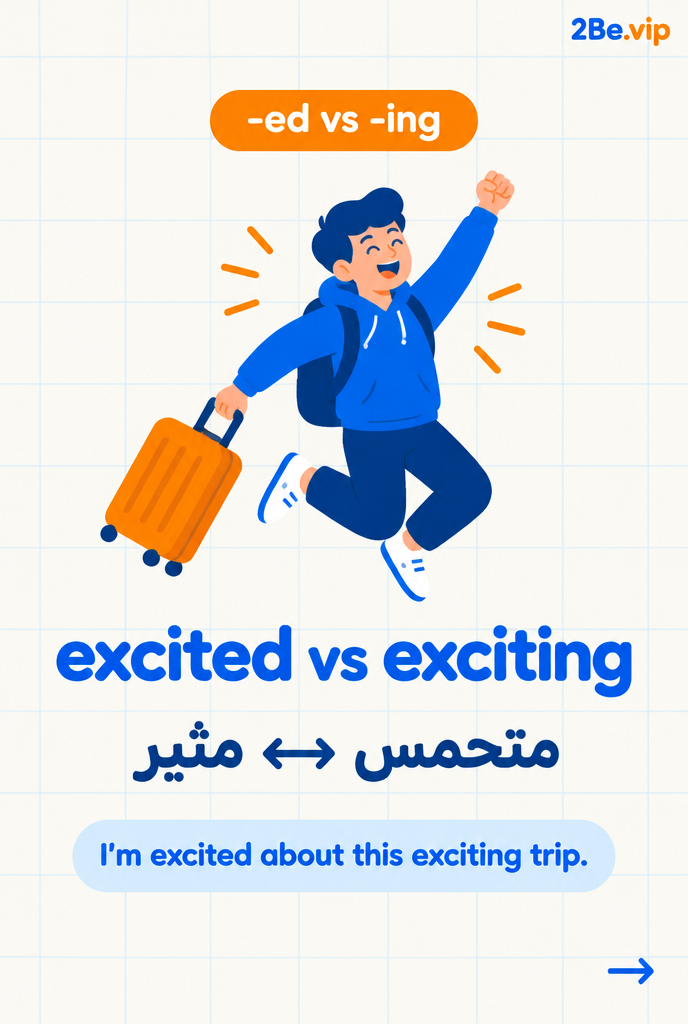 2Be.vip
-ed vs -ing
excited vs exciting
متحمس ↔ مثير
I'm excited about this exciting trip.
→